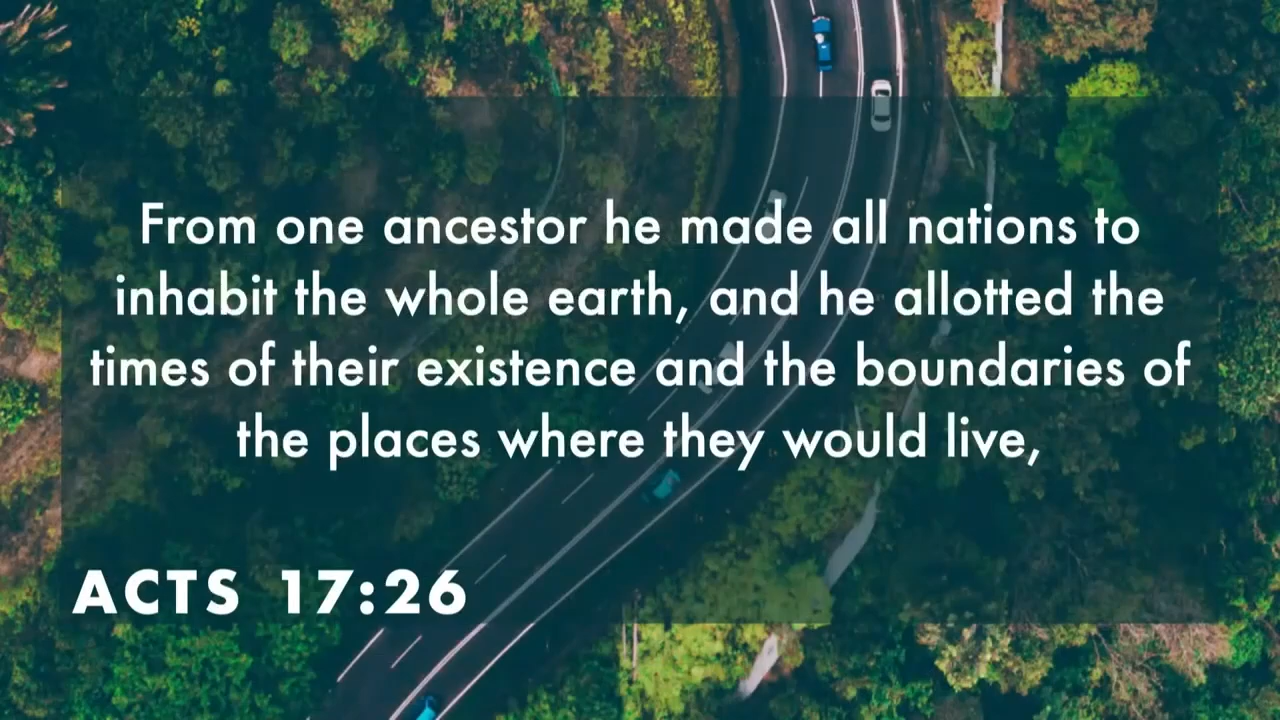 From one ancestor he made all nations to
inhabit the whole earth, and he allotted the
times of their existence and the boundaries of
the places where they would live,
ACTS 17:26